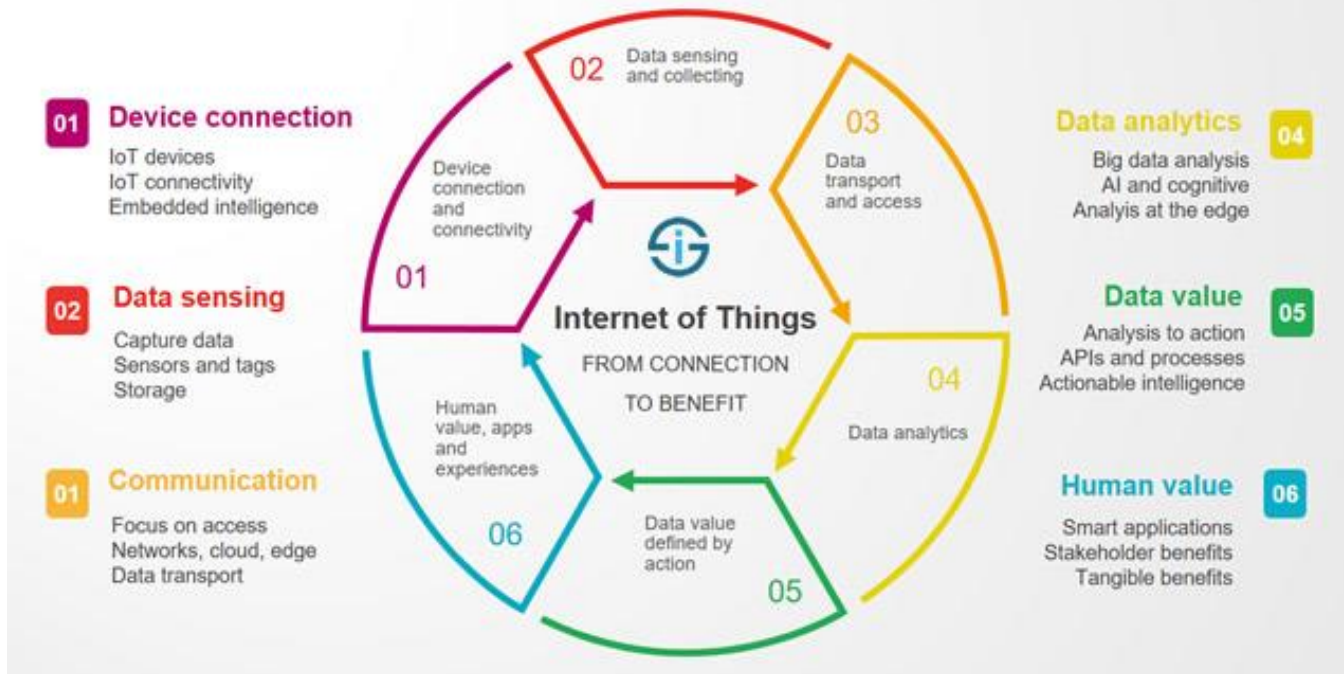 01
Device connection
IoT devices
IoT connectivity
Embedded intelligence
02
Data sensing
Capture data
Sensors and tags
Storage
01
Communication
Focus on access
Networks, cloud, edge
Data transport
01
Device
connection
and
connectivity
02
Data sensing
and collecting
03
Data
transport
and access
04
Data analytics
05
Data value
defined by
action
06
Human
value, apps
and
experiences
SiG
Internet of Things
FROM CONNECTION
TO BENEFIT
Data analytics
04
Big data analysis
AI and cognitive
Analyis at the edge
Data value
05
Analysis to action
APIs and processes
Actionable intelligence
Human value
06
Smart applications
Stakeholder benefits
Tangible benefits